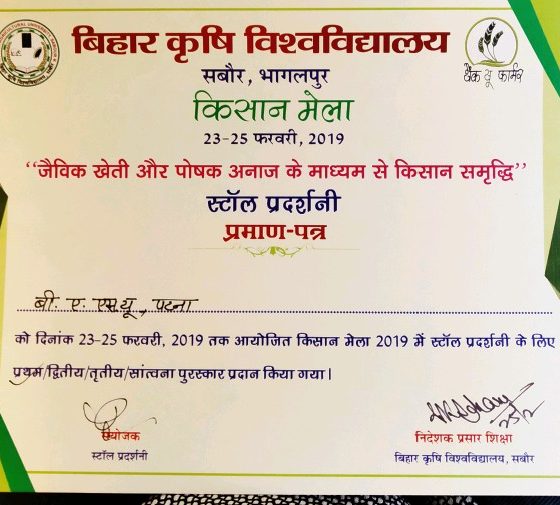 बिहार कृषि विश्वविद्यालय
सबौर, भागलपुर
थैंक यू फार्मर
किसान मेला
23-25 फरवरी, 2019
‘‘जैविक खेती और पोषक अनाज के माध्यम से किसान समृद्धि’’
स्टॉल प्रदर्शनी
प्रमाण-पत्र
बी. ए. एसयू, पटना
को दिनांक 23-25 फरवरी, 2019 तक आयोजित किसान मेला 2019 में स्टॉल प्रदर्शनी के लिए
प्रथम/द्वितीय/तृतीय/सांत्वना पुरस्कार प्रदान किया गया।
संयोजक
स्टॉल प्रदर्शनी
निदेशक प्रसार शिक्षा
बिहार कृषि विश्वविद्यालय, सबौर